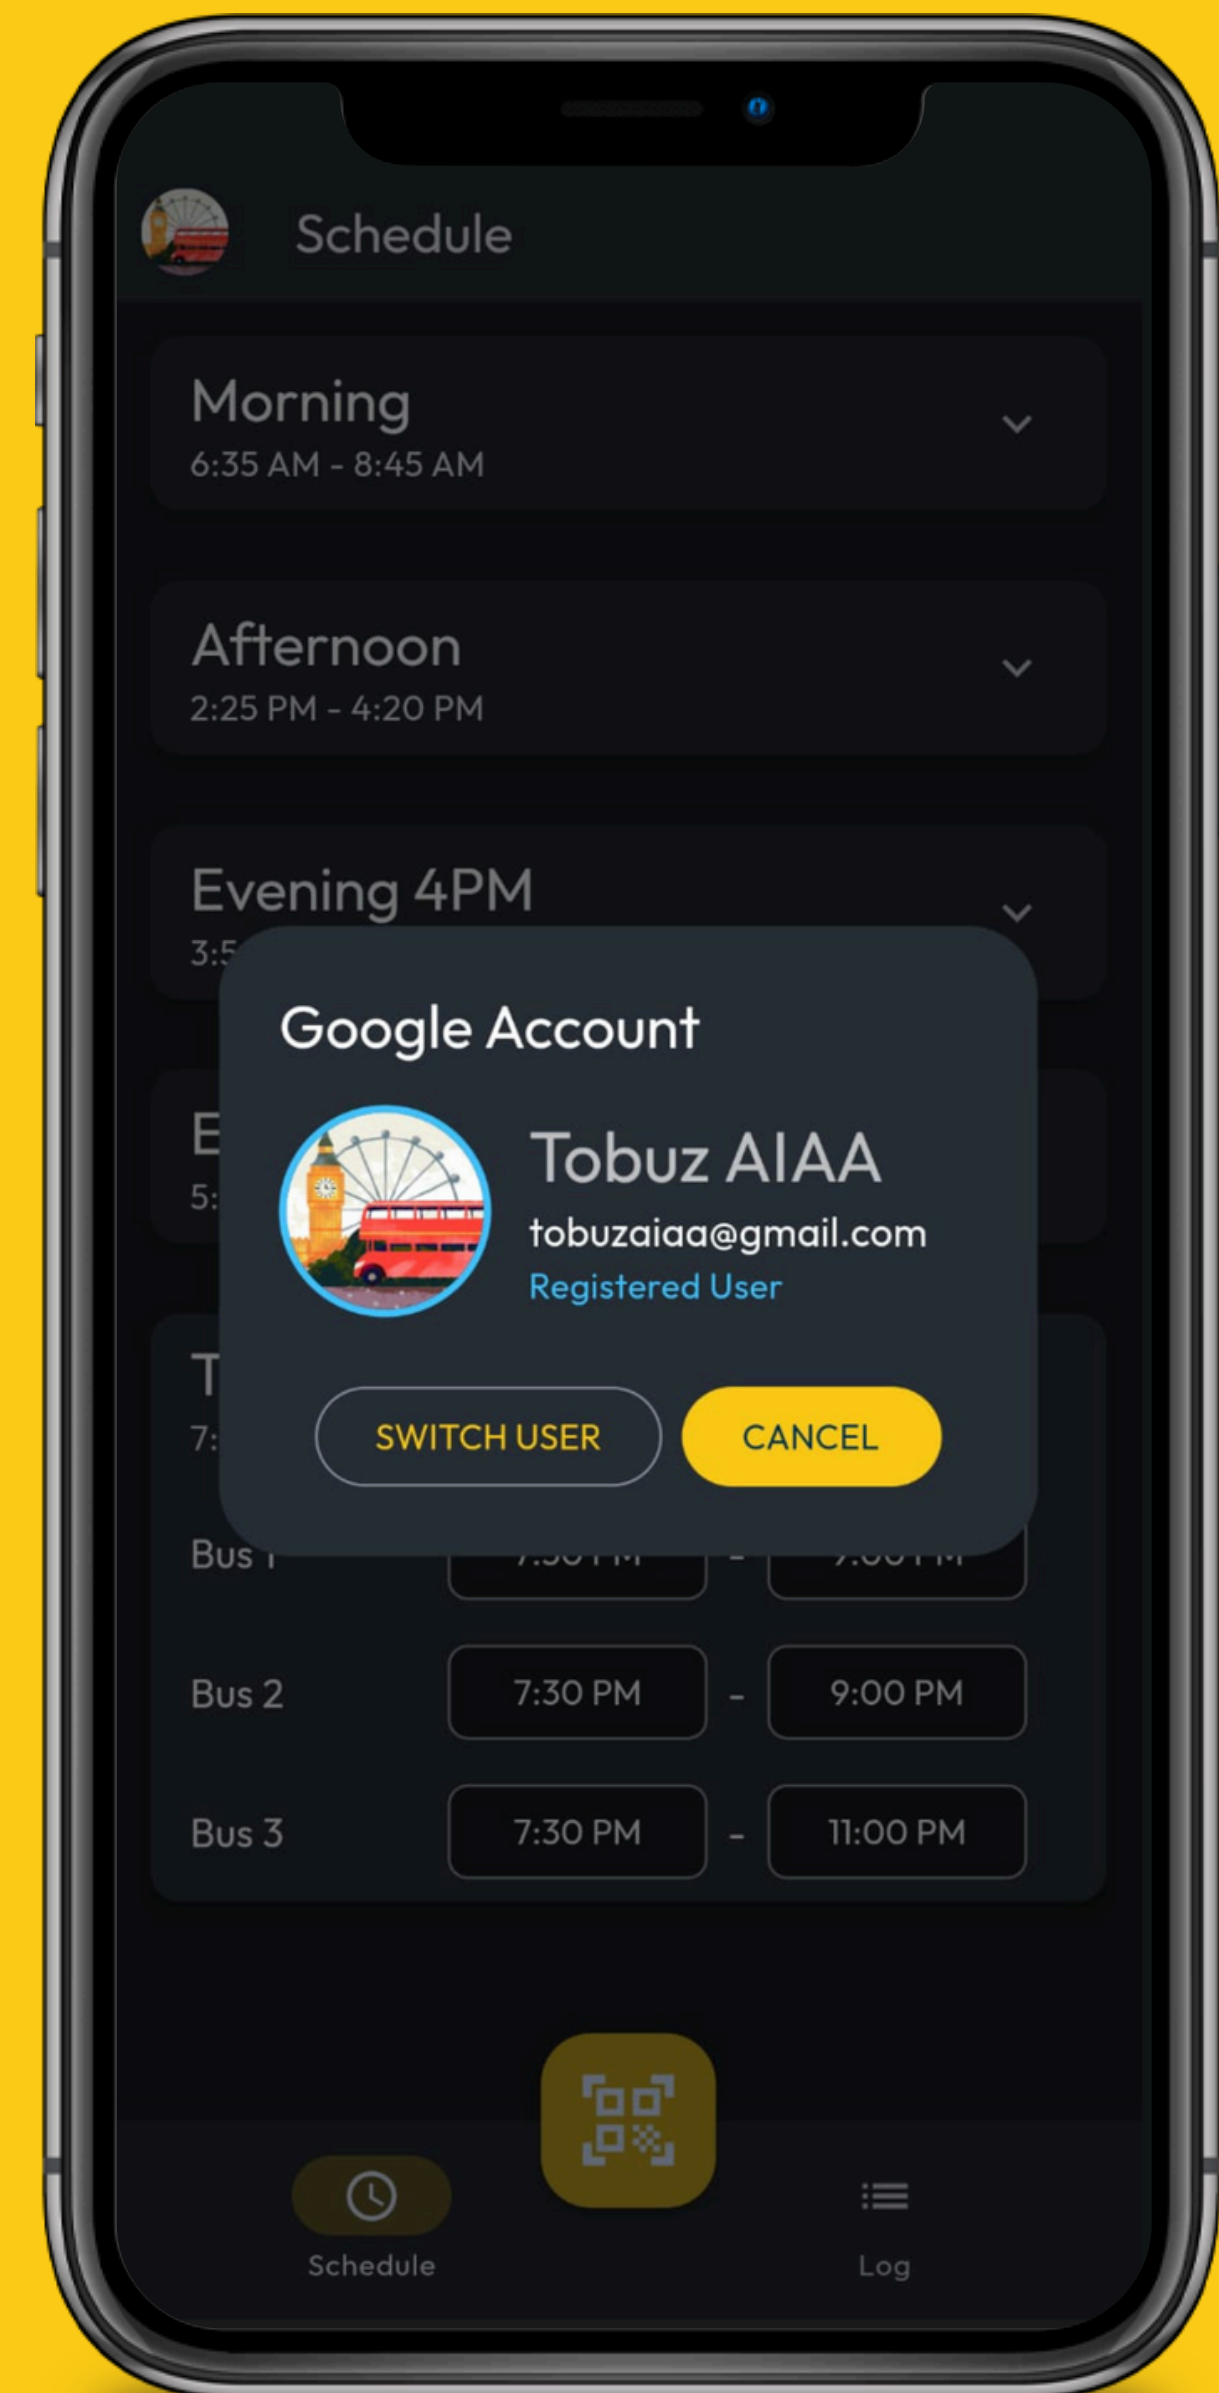 Schedule
Morning
6:35 AM - 8:45 AM
Afternoon
2:25 PM - 4:20 PM
Evening 4PM
Google Account
Tobuz AIAA
tobuzaiaa@gmail.com
Registered User
SWITCH USER
CANCEL
Bus 1
Bus 2
7:30 PM
-
9:00 PM
Bus 3
7:30 PM
-
11:00 PM
Schedule
Log